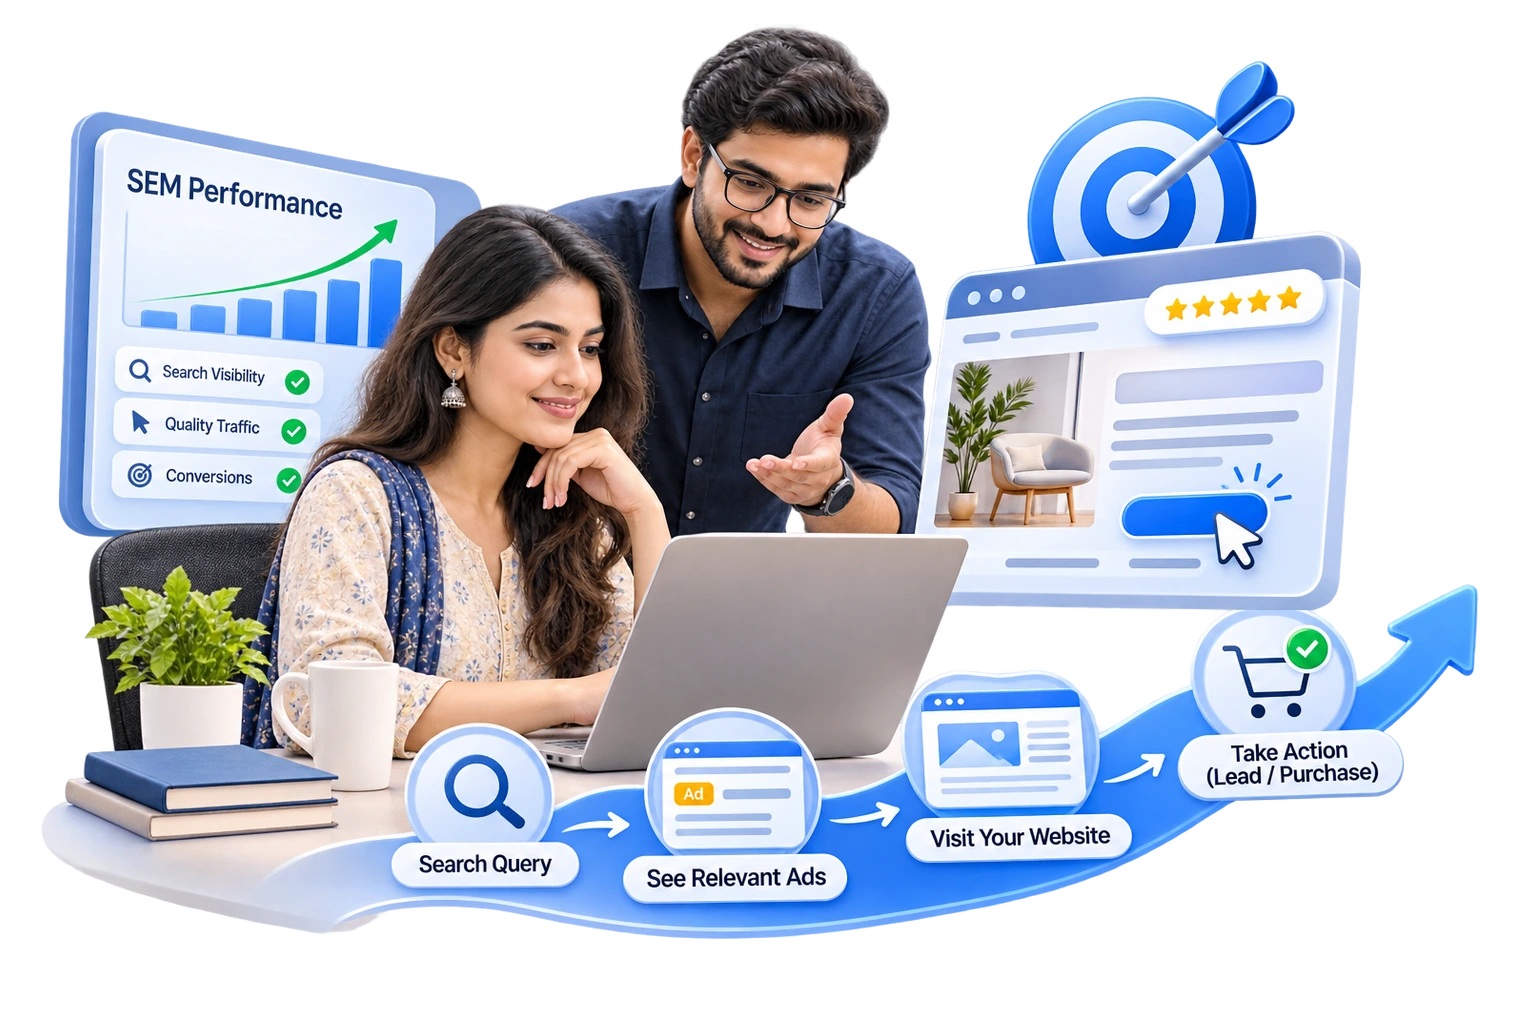 SEM Performance
Search Visibility
Quality Traffic
Conversions
Search Query
Ad
See Relevant Ads
Visit Your Website
Take Action
(Lead / Purchase)